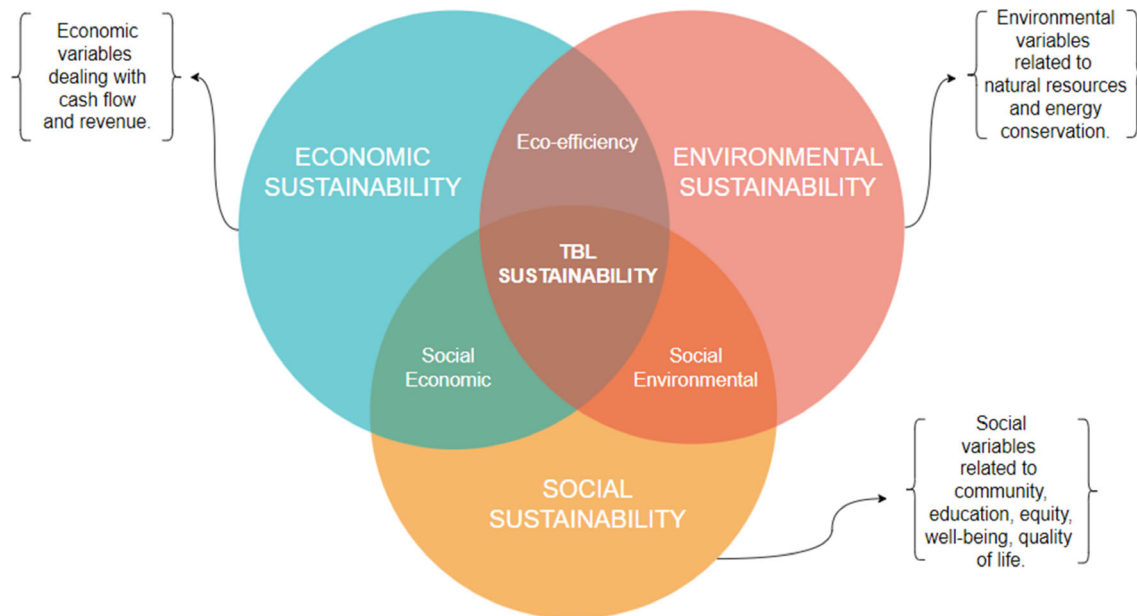 Economic
variables
dealing with
cash flow
and revenue.
Environmental
variables
related to
natural resources
and energy
conservation.
Eco-efficiency
ECONOMIC
SUSTAINABILITY
ENVIRONMENTAL
SUSTAINABILITY
TBL
SUSTAINABILITY
Social
Economic
Social
Environmental
SOCIAL
SUSTAINABILITY
Social
variables
related to
community,
education, equity,
well-being, quality
of life.